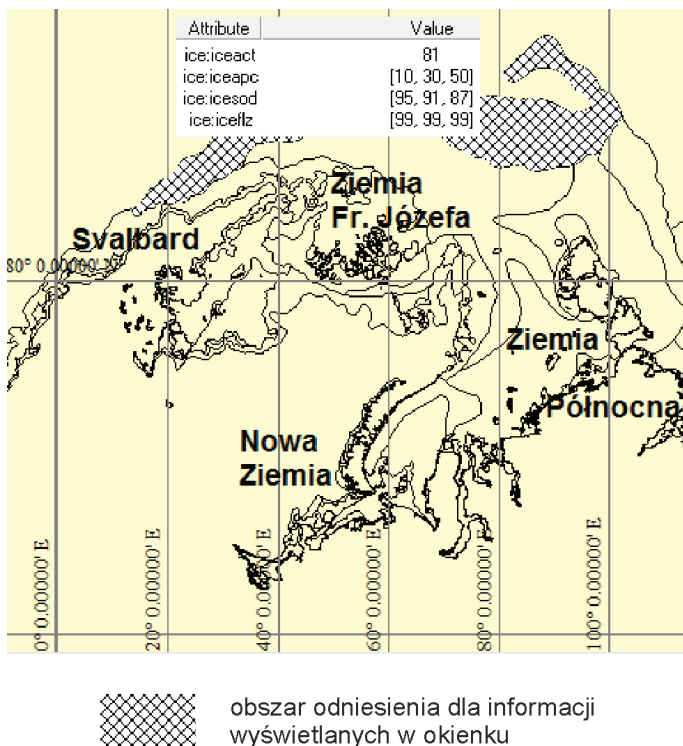 Attribute Value
ice:iceact 81
ice:iceapc [10, 30, 50]
ice:icesod [95, 91, 87]
ice:iceflz [99, 99, 99]
Ziemia
Fr. Józefa
Svalbard
80° 0.00000' N
Ziemia
Północna
Nowa
Ziemia
0° 0.00000' E
20° 0.00000' E
40° 0.00000' E
60° 0.00000' E
80° 0.00000' E
100° 0.00000' E
obszar odniesienia dla informacji
wyświetlanych w okienku